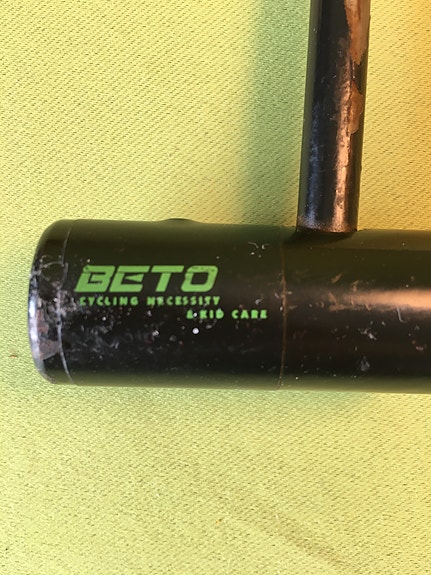 BETO
CYCLING NECESSITY
& KID CARE